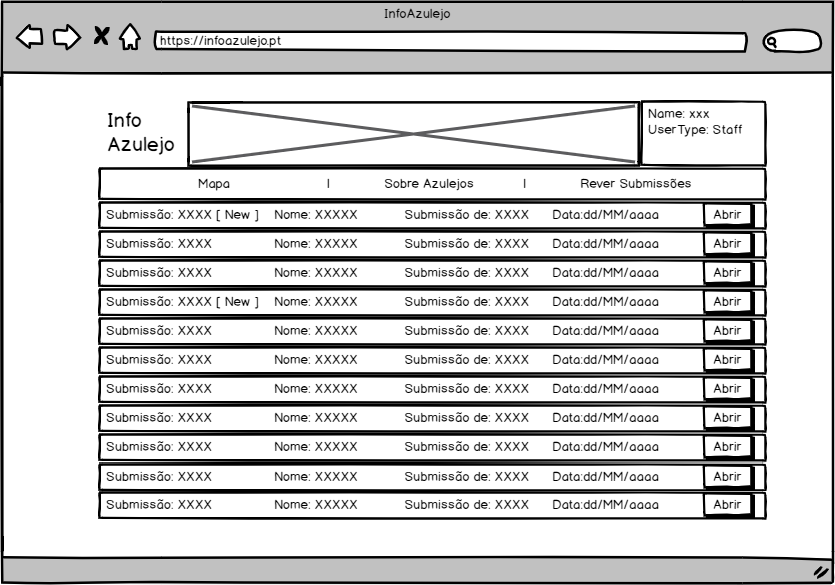 InfoAzulejo
https://infoazulejo.pt
Info
Azulejo
Name: xxx
UserType: Staff
Mapa | Sobre Azulejos | Rever Submissões
Submissão: XXXX [ New ] Nome: XXXXX Submissão de: XXXX Data:dd/MM/aaaa Abrir
Submissão: XXXX Nome: XXXXX Submissão de: XXXX Data:dd/MM/aaaa Abrir
Submissão: XXXX Nome: XXXXX Submissão de: XXXX Data:dd/MM/aaaa Abrir
Submissão: XXXX [ New ] Nome: XXXXX Submissão de: XXXX Data:dd/MM/aaaa Abrir
Submissão: XXXX Nome: XXXXX Submissão de: XXXX Data:dd/MM/aaaa Abrir
Submissão: XXXX Nome: XXXXX Submissão de: XXXX Data:dd/MM/aaaa Abrir
Submissão: XXXX Nome: XXXXX Submissão de: XXXX Data:dd/MM/aaaa Abrir
Submissão: XXXX Nome: XXXXX Submissão de: XXXX Data:dd/MM/aaaa Abrir
Submissão: XXXX Nome: XXXXX Submissão de: XXXX Data:dd/MM/aaaa Abrir
Submissão: XXXX Nome: XXXXX Submissão de: XXXX Data:dd/MM/aaaa Abrir
Submissão: XXXX Nome: XXXXX Submissão de: XXXX Data:dd/MM/aaaa Abrir